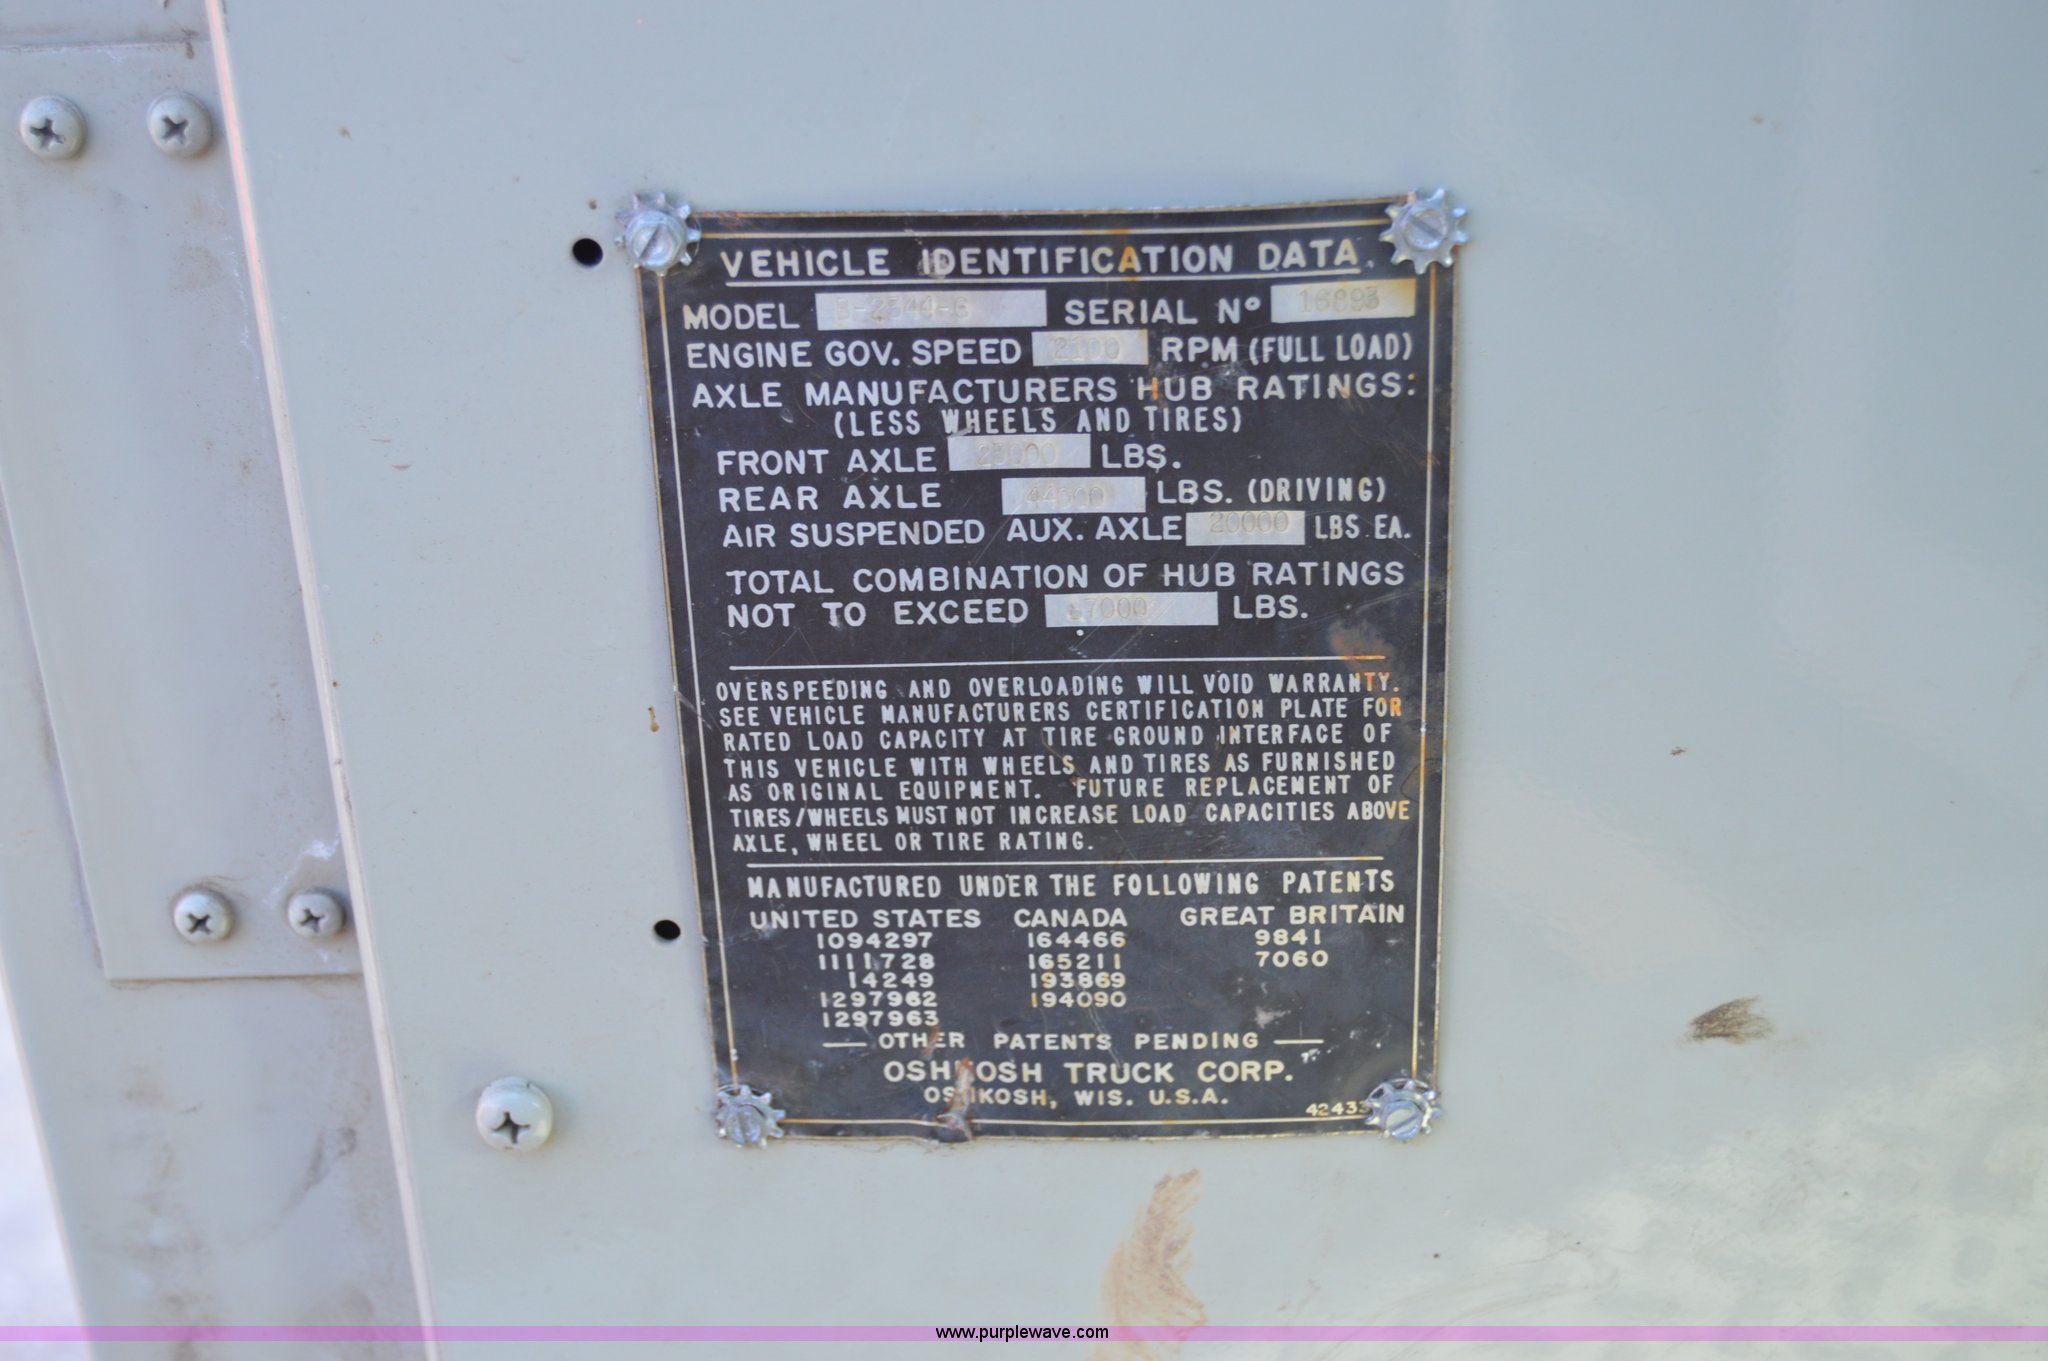 VEHICLE IDENTIFICATION DATA
MODEL B-2344-6 SERIAL Nº 16893
ENGINE GOV. SPEED 2100 RPM (FULL LOAD)
AXLE MANUFACTURERS HUB RATINGS:
(LESS WHEELS AND TIRES)
FRONT AXLE 23000 LBS.
REAR AXLE 44000 LBS. (DRIVING)
AIR SUSPENDED AUX. AXLE 20000 LBS. EA.
TOTAL COMBINATION OF HUB RATINGS
NOT TO EXCEED LBS.
OVERSPEEDING AND OVERLOADING WILL VOID WARRANTY.
SEE VEHICLE MANUFACTURERS CERTIFICATION PLATE FOR
RATED LOAD CAPACITY AT TIRE GROUND INTERFACE OF
THIS VEHICLE WITH WHEELS AND TIRES AS FURNISHED
AS ORIGINAL EQUIPMENT. FUTURE REPLACEMENT OF
TIRES/WHEELS MUST NOT INCREASE LOAD CAPACITIES ABOVE
AXLE, WHEEL OR TIRE RATING.
MANUFACTURED UNDER THE FOLLOWING PATENTS
UNITED STATES CANADA GREAT BRITAIN
1094297 164466 9841
1111728 165211 7060
14249 193869
1297962 194090
1297963
— OTHER PATENTS PENDING —
OSHKOSH TRUCK CORP.
OSHKOSH, WIS. U.S.A.
42433
www.purplewave.com